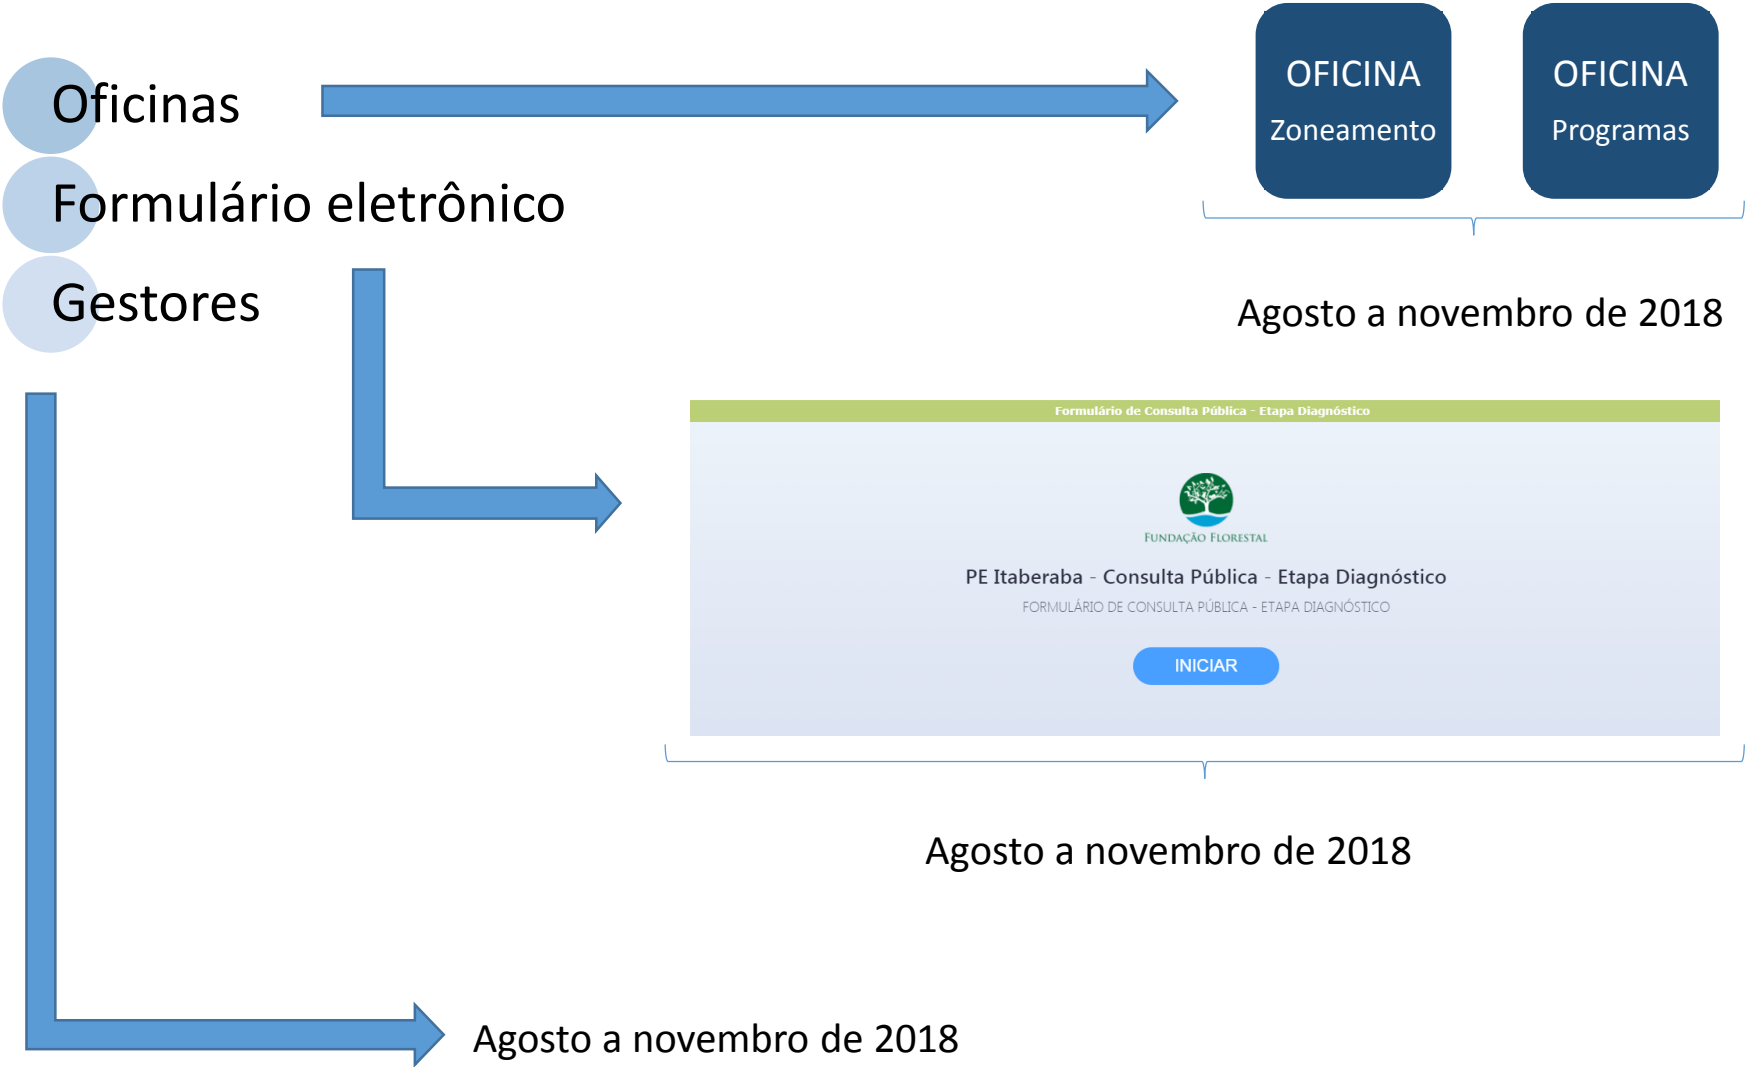 Oficinas
Formulário eletrônico
Gestores
OFICINA
Zoneamento
OFICINA
Programas
Agosto a novembro de 2018
Formulário de Consulta Pública - Etapa Diagnóstico
FUNDAÇÃO FLORESTAL
PE Itaberaba - Consulta Pública - Etapa Diagnóstico
FORMULÁRIO DE CONSULTA PÚBLICA - ETAPA DIAGNÓSTICO
INICIAR
Agosto a novembro de 2018
Agosto a novembro de 2018